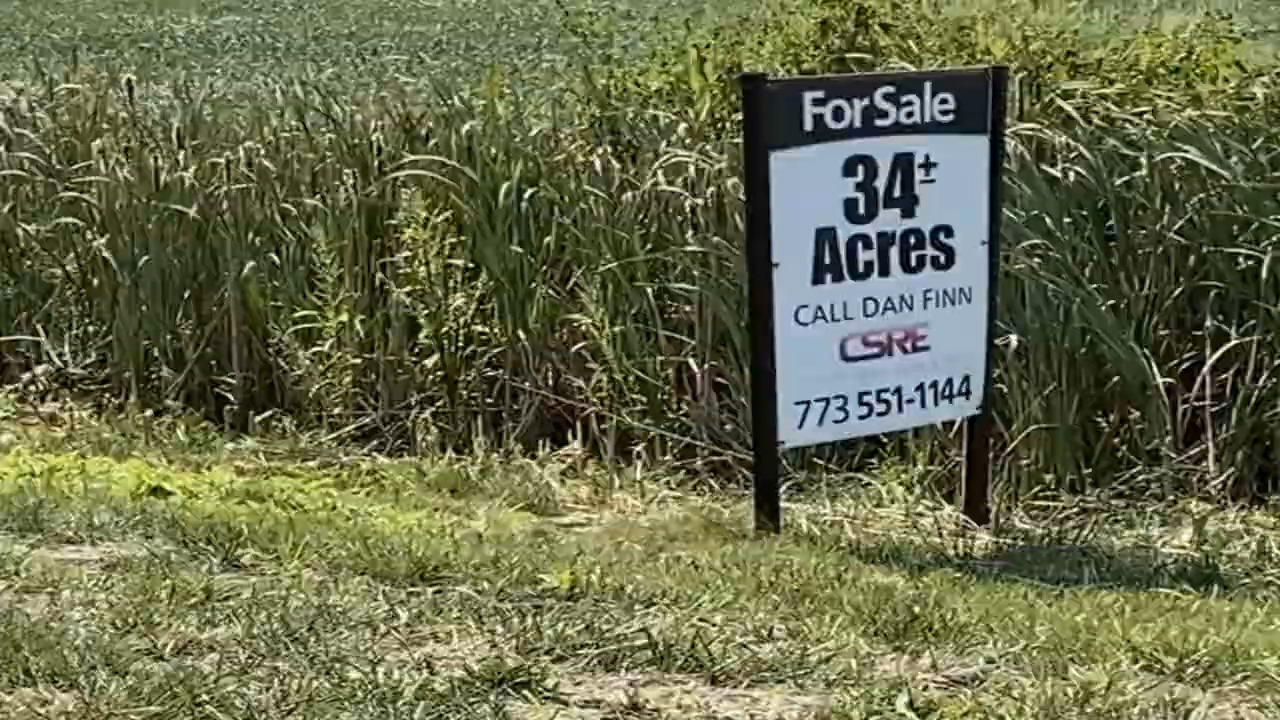 For Sale
34±
Acres
CALL DAN FINN
CSRE
773 551-1144